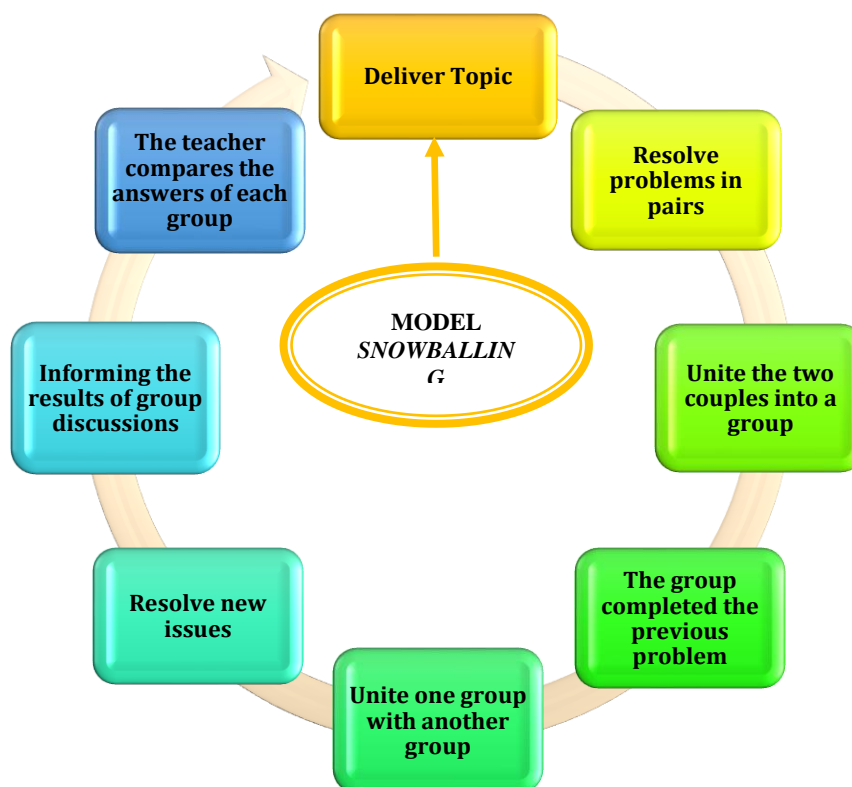 Deliver Topic
Resolve
problems in
pairs
Unite the two
couples into a
group
The group
completed the
previous
problem
Unite one group
with another
group
Resolve new
issues
Informing the
results of group
discussions
The teacher
compares the
answers of each
group
MODEL
SNOWBALLIN
G